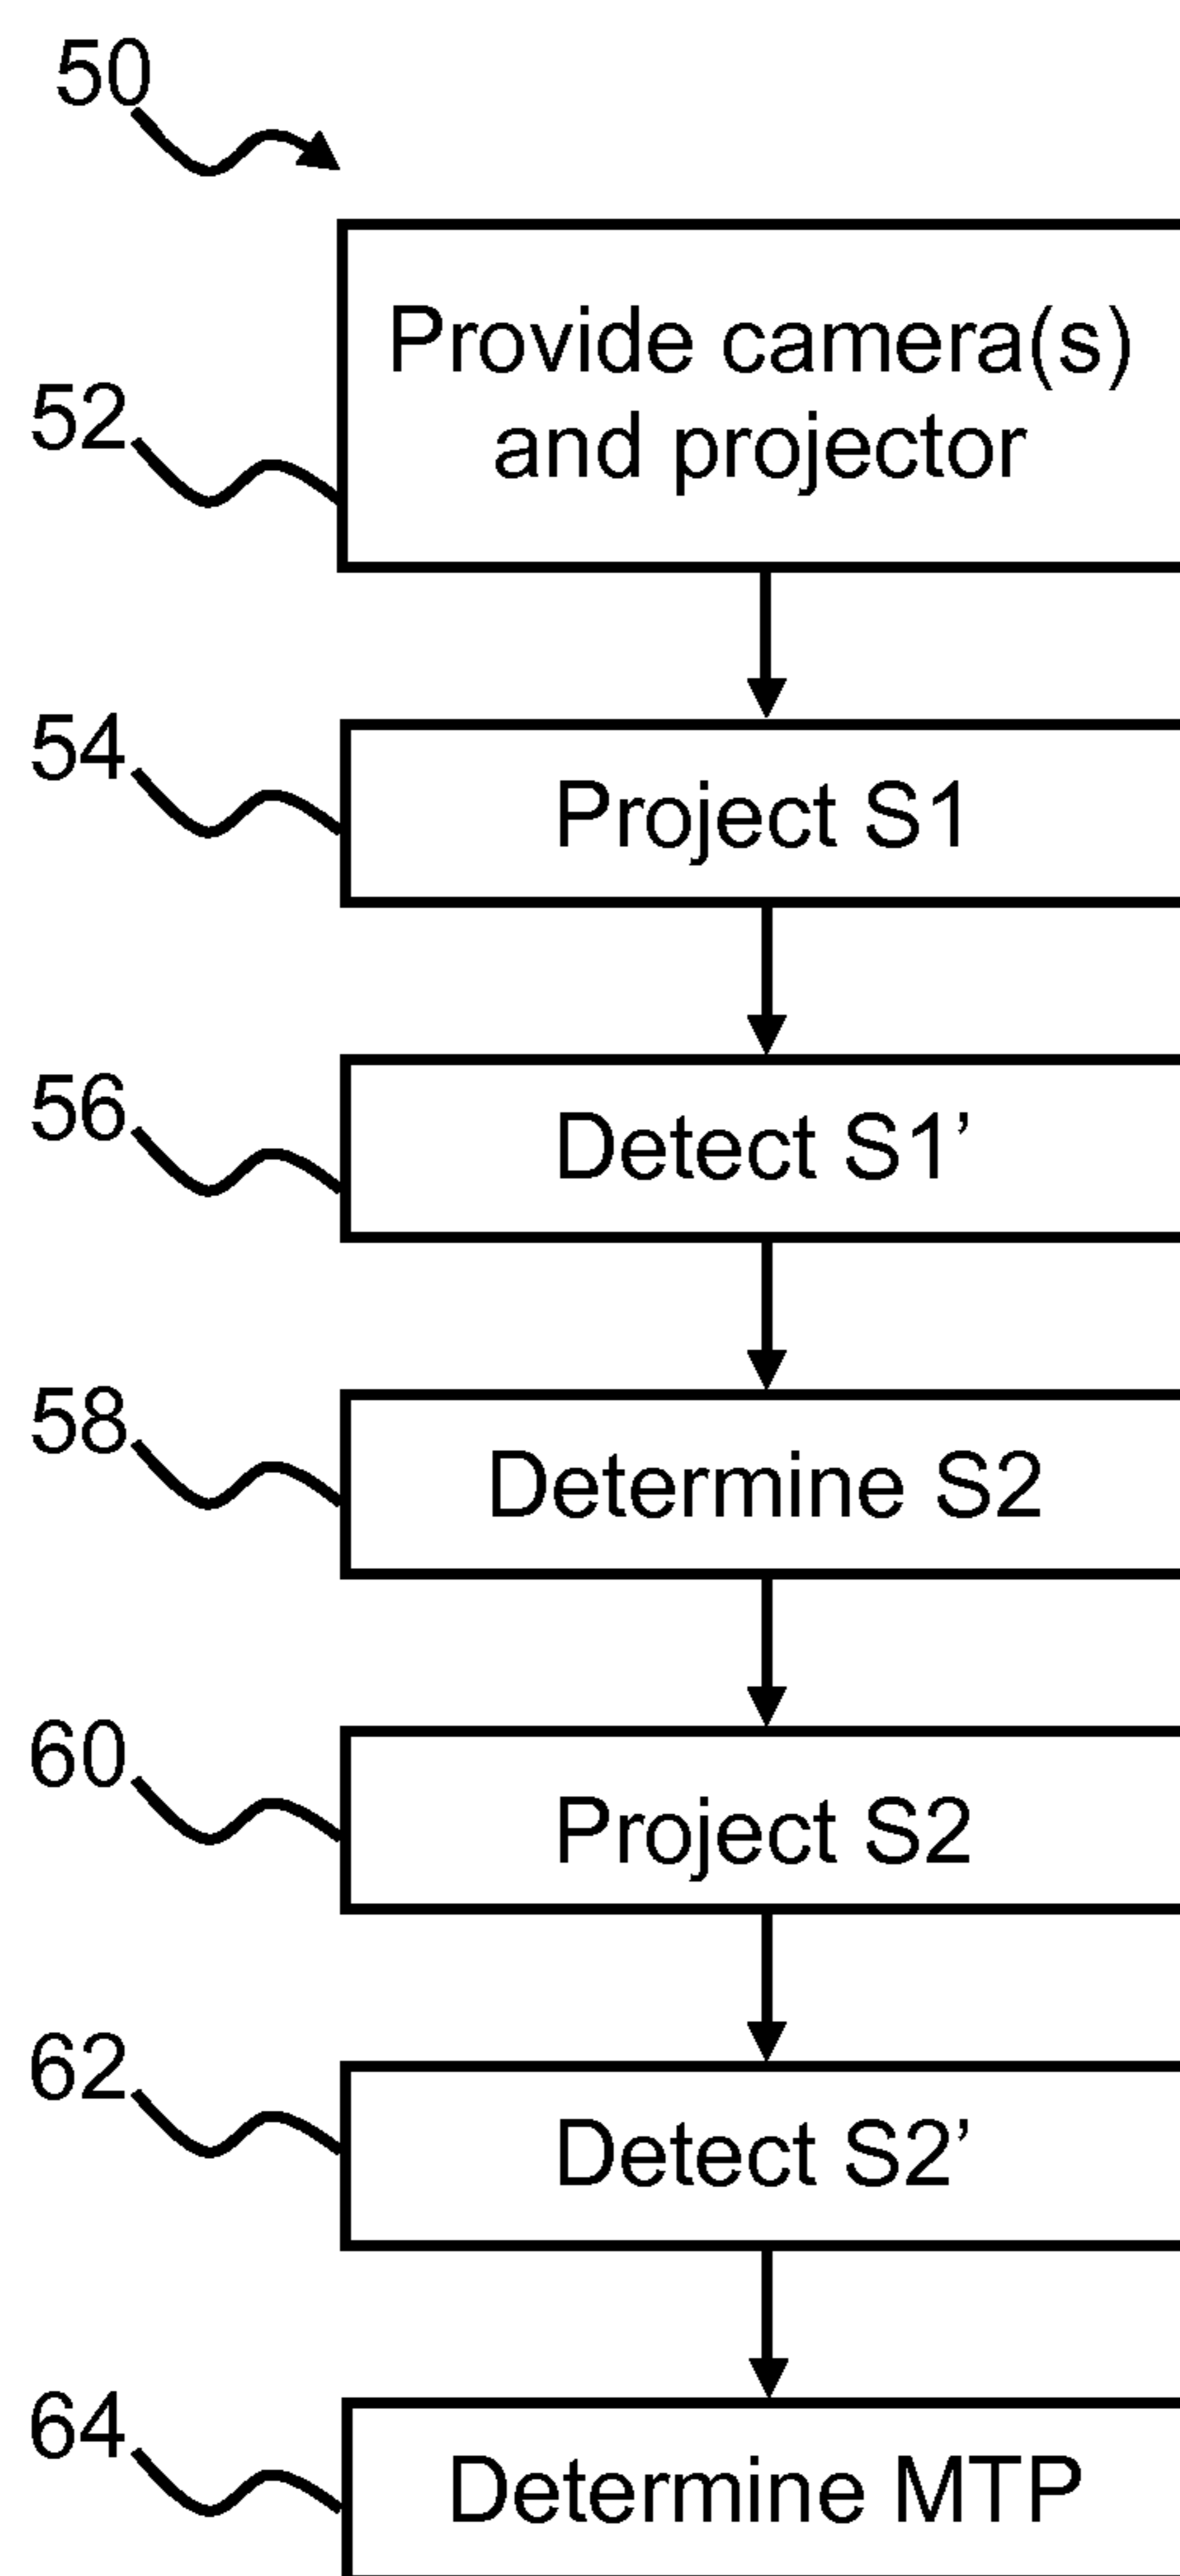 50
52
Provide camera(s)
and projector
54
Project S1
56
Detect S1’
58
Determine S2
60
Project S2
62
Detect S2’
64
Determine MTP